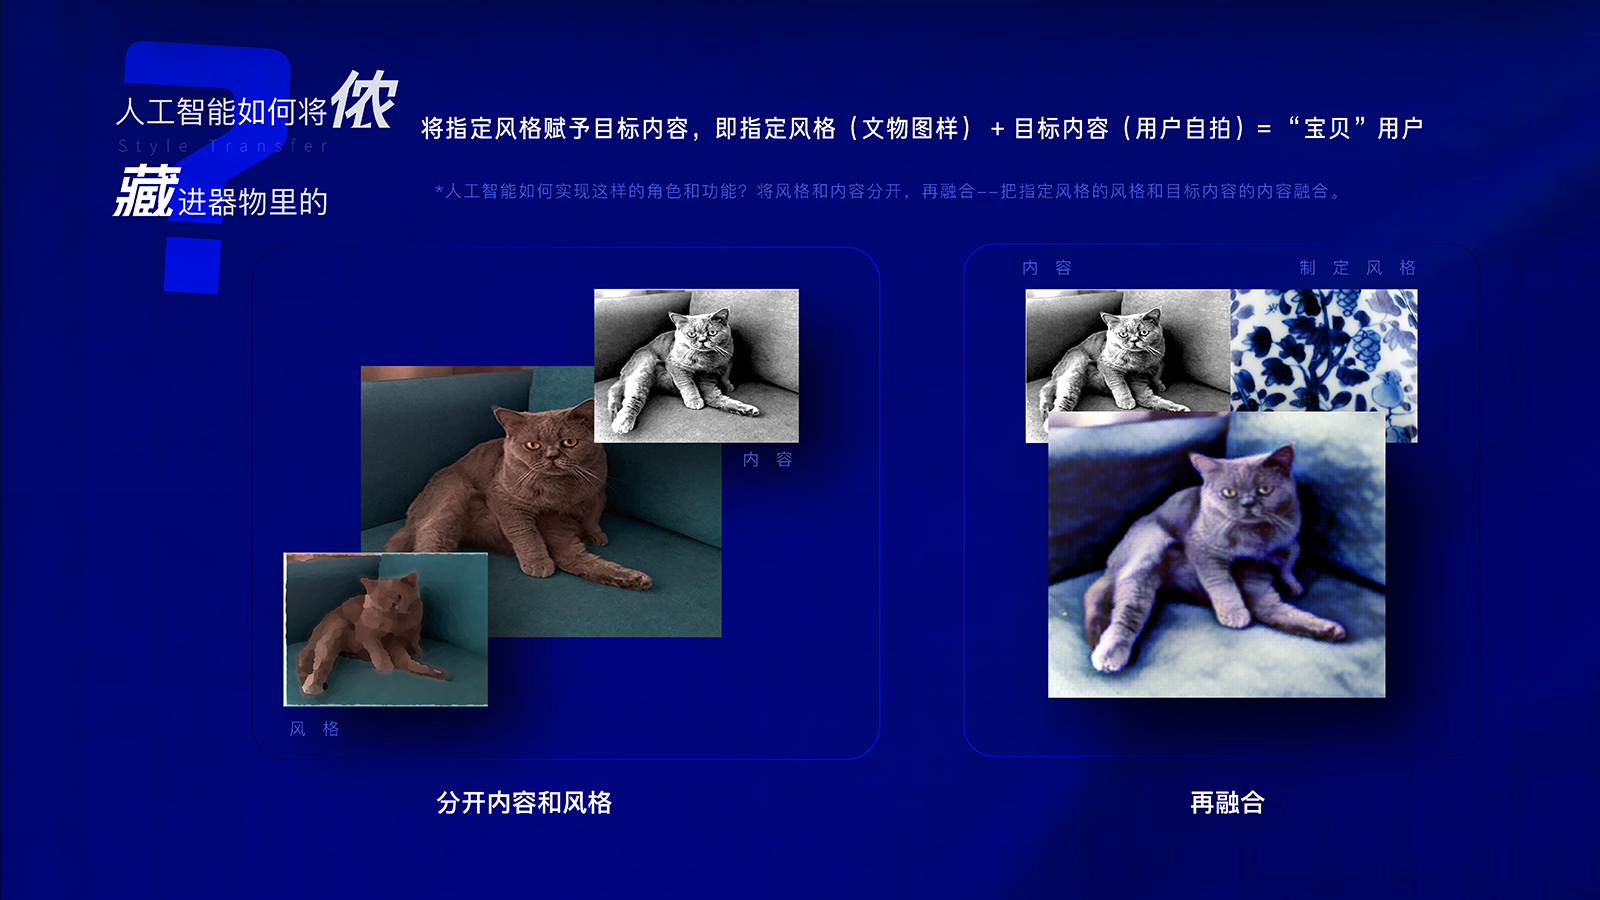 人工智能如何将侬
Style Transfer
藏进器物里的
?
将指定风格赋予目标内容，即指定风格（文物图样）+目标内容（用户自拍）=“宝贝”用户
*人工智能如何实现这样的角色和功能？将风格和内容分开，再融合--把指定风格的风格和目标内容的内容融合。
内 容
风 格
分开内容和风格
内 容
制 定 风 格
再融合